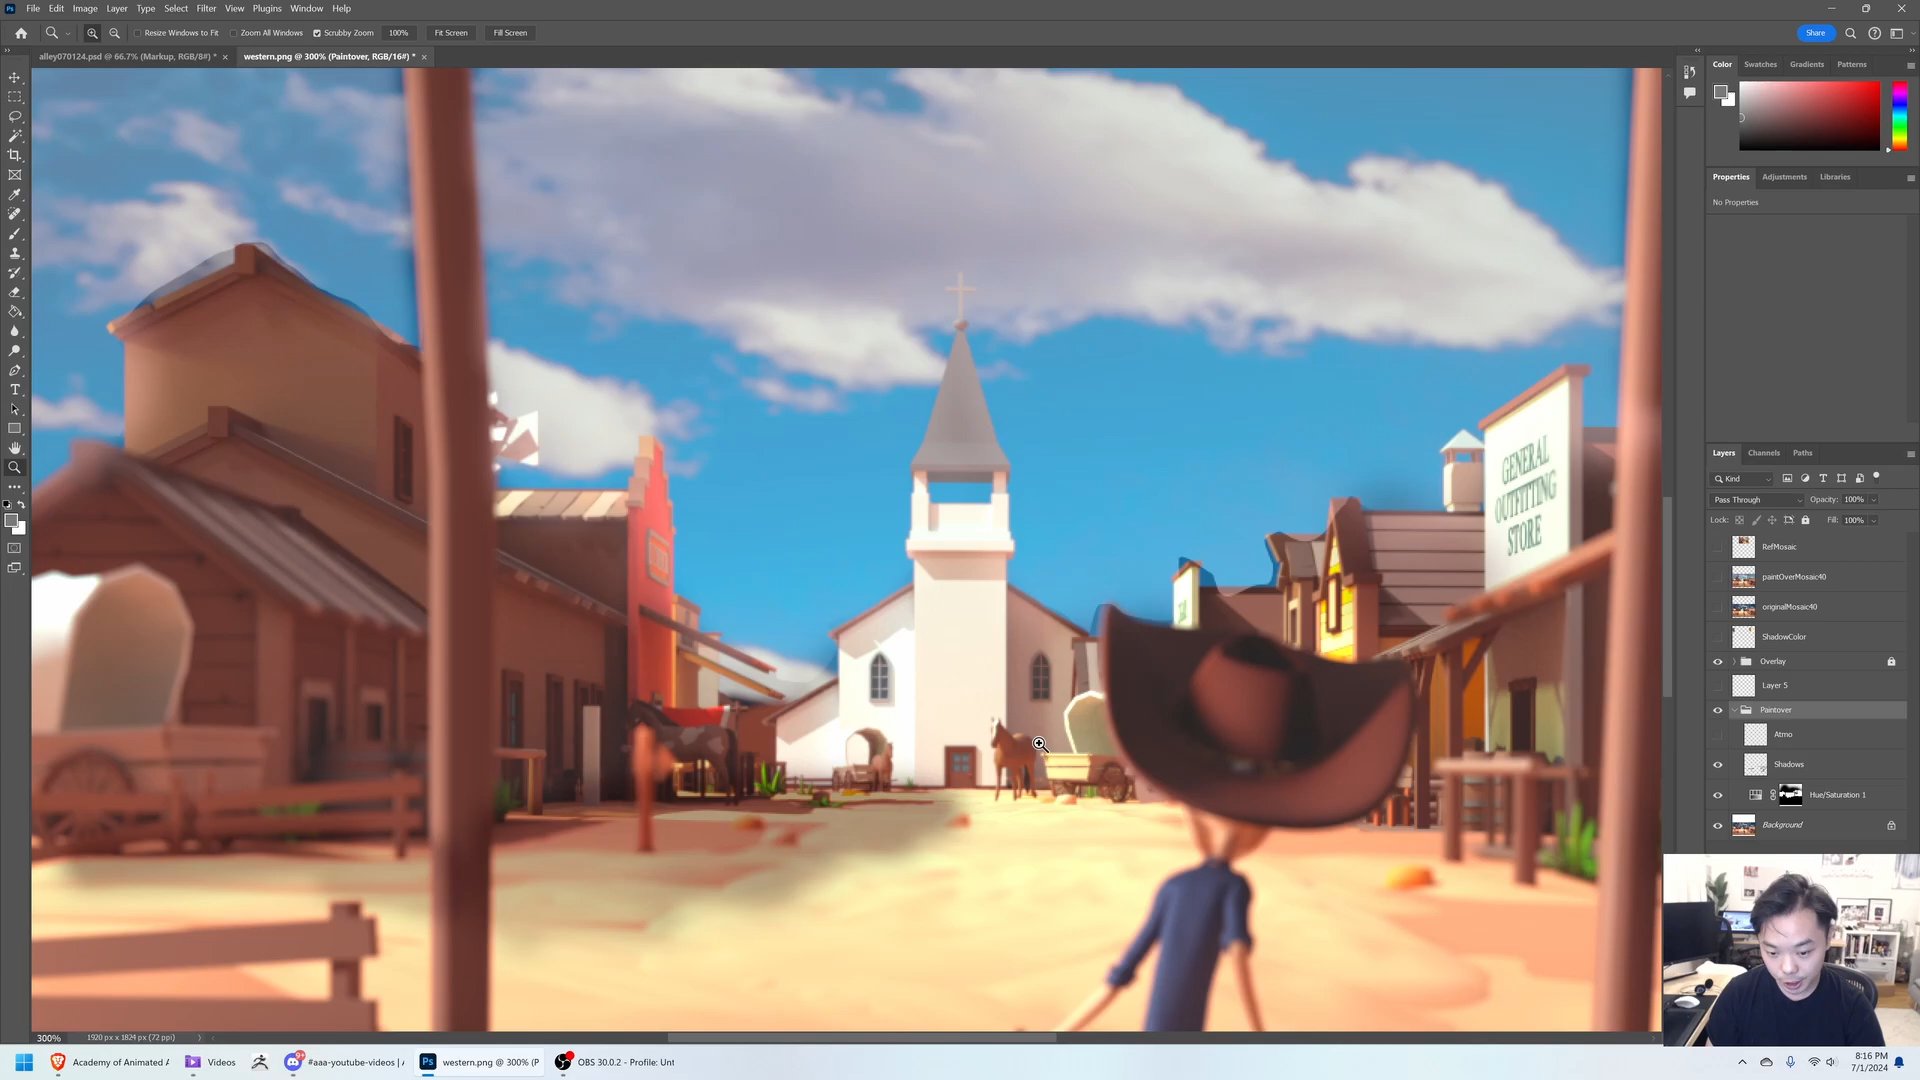 File Edit Image Layer Type Select Filter View Plugins Window Help
Resize Windows to Fit Zoom All Windows Scrubby Zoom 100% Fit Screen Fill Screen Share
alley070124.psd @ 66.7% (Markup, RGB/8#) * western.png @ 300% (Paintover, RGB/16#) *
Color Swatches Gradients Patterns
Properties Adjustments Libraries
No Properties
GENERAL
OUTFITTING
STORE
Layers Channels Paths
Kind
Pass Through Opacity: 100%
Lock: Fill: 100%
RefMosaic
paintOverMosaic40
originalMosaic40
ShadowColor
Overlay
Layer 5
Paintover
Atmo
Shadows
Hue/Saturation 1
Background
300% 1920 px x 1824 px (72 ppi)
Academy of Animated A Videos 9+ #aaa-youtube-videos | A western.png @ 300% (P OBS 30.0.2 - Profile: Unt
8:16 PM
7/1/2024